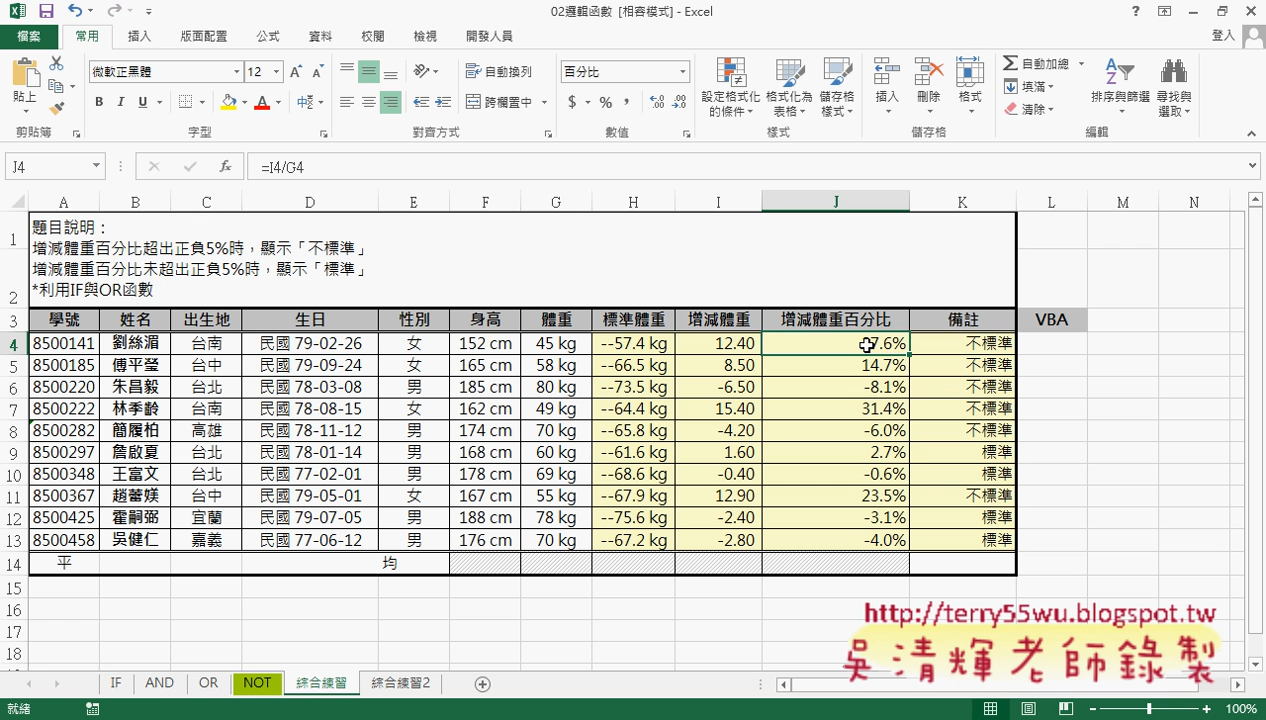 02邏輯函數 [相容模式] - Excel
檔案 常用 插入 版面配置 公式 資料 校閱 檢視 開發人員 登入
貼上 微軟正黑體 12 自動換列 百分比 設定格式化的條件 格式化為表格 儲存格樣式 插入 刪除 格式 自動加總 填滿 清除 排序與篩選 尋找與選取
跨欄置中
剪貼簿 字型 對齊方式 數值 樣式 儲存格 編輯
J4 =I4/G4
A B C D E F G H I J K L M N
1 題目說明：
增減體重百分比超出正負5%時，顯示「不標準」
增減體重百分比未超出正負5%時，顯示「標準」
2 *利用IF與OR函數
3 學號 姓名 出生地 生日 性別 身高 體重 標準體重 增減體重 增減體重百分比 備註 VBA
4 8500141 劉絲湄 台南 民國 79-02-26 女 152 cm 45 kg --57.4 kg 12.40 7.6% 不標準
5 8500185 傅平瑩 台中 民國 79-09-24 女 165 cm 58 kg --66.5 kg 8.50 14.7% 不標準
6 8500220 朱昌毅 台北 民國 78-03-08 男 185 cm 80 kg --73.5 kg -6.50 -8.1% 不標準
7 8500222 林季齡 台南 民國 78-08-15 女 162 cm 49 kg --64.4 kg 15.40 31.4% 不標準
8 8500282 簡履柏 高雄 民國 78-11-12 男 174 cm 70 kg --65.8 kg -4.20 -6.0% 不標準
9 8500297 詹啟夏 台北 民國 78-01-14 男 168 cm 60 kg --61.6 kg 1.60 2.7% 標準
10 8500348 王富文 台北 民國 77-02-01 男 178 cm 69 kg --68.6 kg -0.40 -0.6% 標準
11 8500367 趙蕾媄 台中 民國 79-05-01 女 167 cm 55 kg --67.9 kg 12.90 23.5% 不標準
12 8500425 霍嗣弼 宜蘭 民國 79-07-05 男 188 cm 78 kg --75.6 kg -2.40 -3.1% 標準
13 8500458 吳健仁 嘉義 民國 77-06-12 男 176 cm 70 kg --67.2 kg -2.80 -4.0% 標準
14 平 均
15
16
17
18
http://terry55wu.blogspot.tw
吳清輝老師錄製
IF AND OR NOT 綜合練習 綜合練習2
就緒 100%